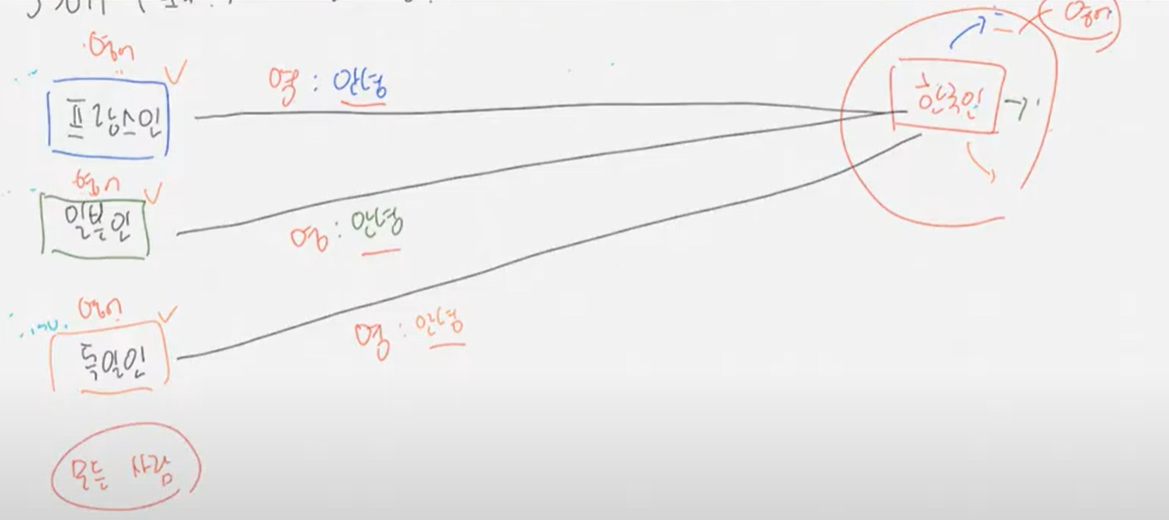 영어
영어
프랑스인
영 : 안녕
한국인
영어
일본인
영 : 안녕
영어
독일인
영 : 안녕
모든 사람